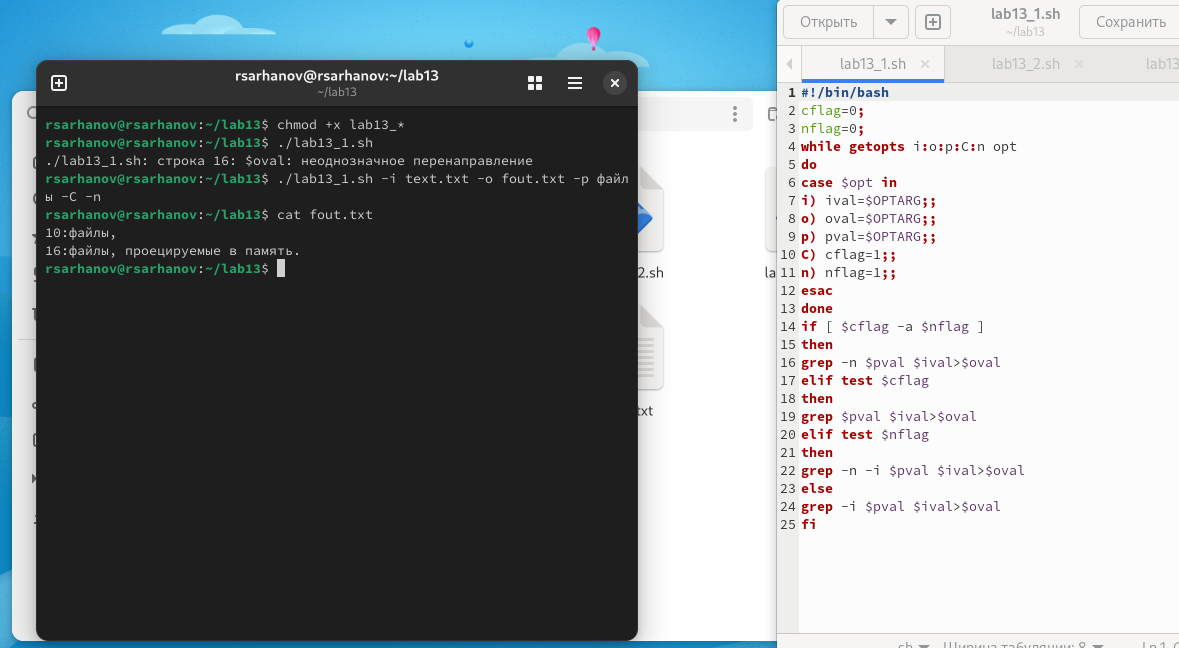 rsarhanov@rsarhanov:~/lab13
~/lab13
rsarhanov@rsarhanov:~/lab13$ chmod +x lab13_*
rsarhanov@rsarhanov:~/lab13$ ./lab13_1.sh
./lab13_1.sh: строка 16: $oval: неоднозначное перенаправление
rsarhanov@rsarhanov:~/lab13$ ./lab13_1.sh -i text.txt -o fout.txt -p файл
ы -C -n
rsarhanov@rsarhanov:~/lab13$ cat fout.txt
10:файлы,
16:файлы, проецируемые в память.
rsarhanov@rsarhanov:~/lab13$
2.sh
la
txt
Открыть
lab13_1.sh
~/lab13
Сохранить
lab13_1.sh ×
lab13_2.sh ×
lab13
1 #!/bin/bash
2 cflag=0;
3 nflag=0;
4 while getopts i:o:p:C:n opt
5 do
6 case $opt in
7 i) ival=$OPTARG;;
8 o) oval=$OPTARG;;
9 p) pval=$OPTARG;;
10 C) cflag=1;;
11 n) nflag=1;;
12 esac
13 done
14 if [ $cflag -a $nflag ]
15 then
16 grep -n $pval $ival>$oval
17 elif test $cflag
18 then
19 grep $pval $ival>$oval
20 elif test $nflag
21 then
22 grep -n -i $pval $ival>$oval
23 else
24 grep -i $pval $ival>$oval
25 fi
sh
Ширина табуляции: 8